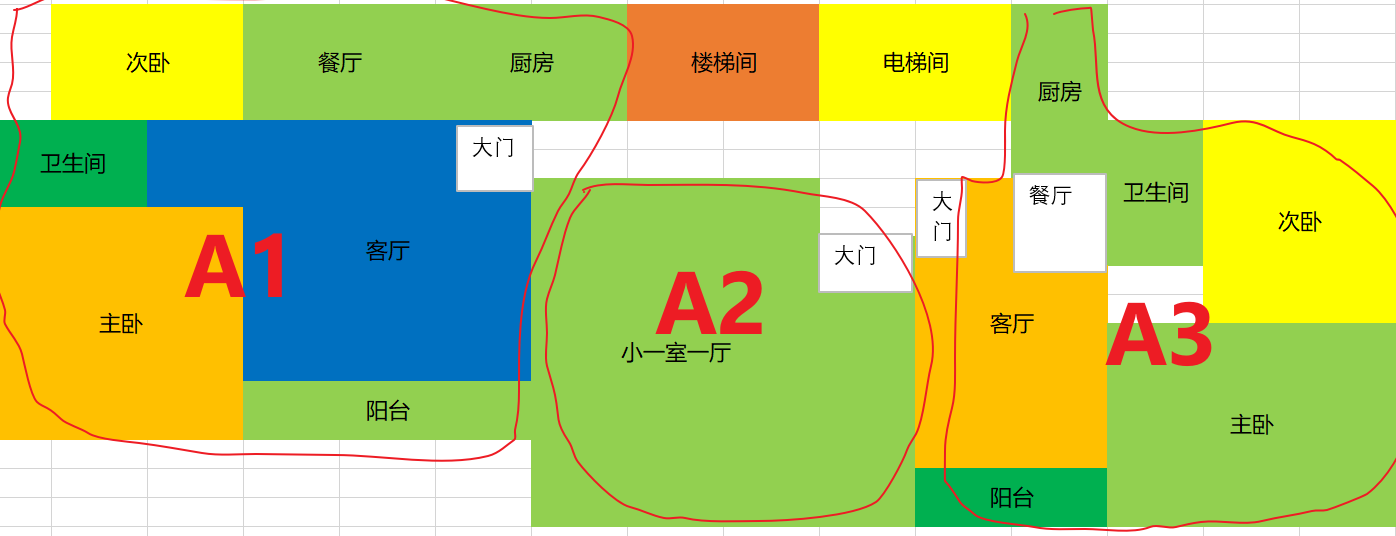 次卧
餐厅
厨房
楼梯间
电梯间
厨房
卫生间
大门
客厅
主卧
阳台
A1
A2
小一室一厅
大门
大
门
餐厅
卫生间
次卧
客厅
A3
主卧
阳台